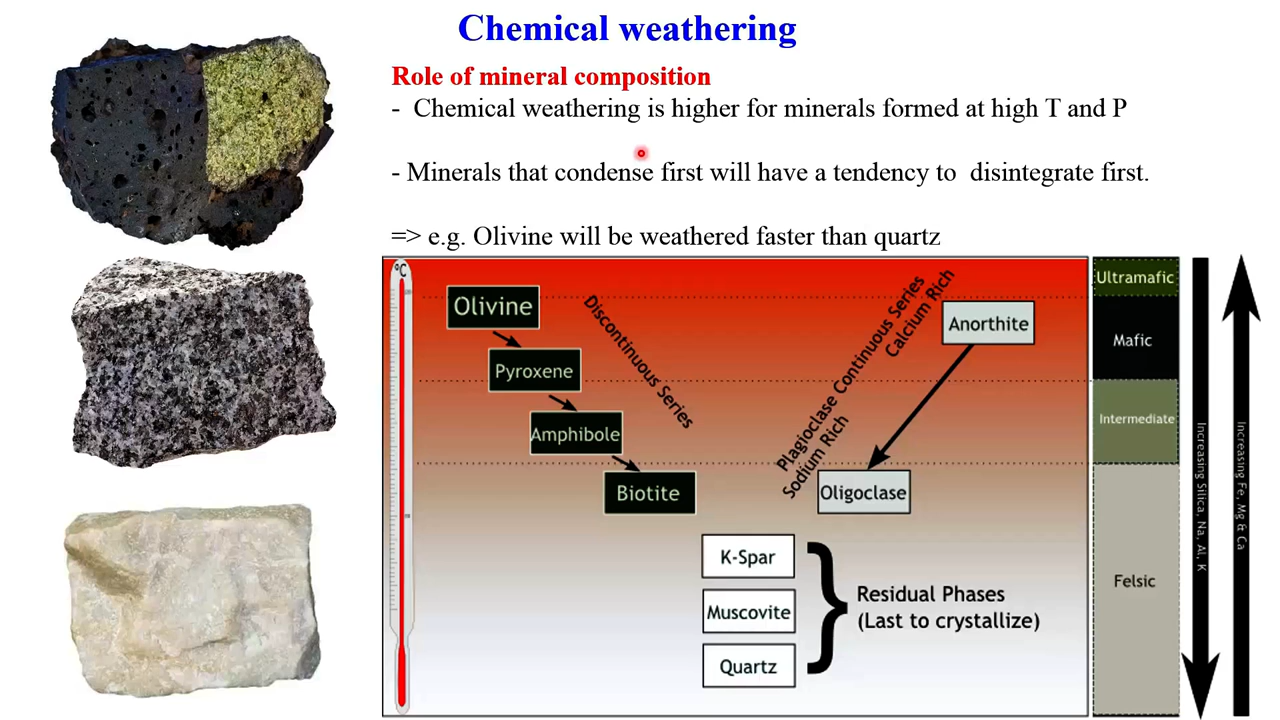 Chemical weathering
Role of mineral composition
- Chemical weathering is higher for minerals formed at high T and P
- Minerals that condense first will have a tendency to disintegrate first.
=> e.g. Olivine will be weathered faster than quartz
°C
Olivine
Pyroxene
Amphibole
Biotite
Discontinuous Series
Plagioclase Continuous Series
Calcium Rich
Sodium Rich
Anorthite
Oligoclase
K-Spar
Muscovite
Quartz
Residual Phases
(Last to crystallize)
Ultramafic
Mafic
Intermediate
Felsic
Increasing Silica, Na, Al, K
Increasing Fe, Mg & Ca